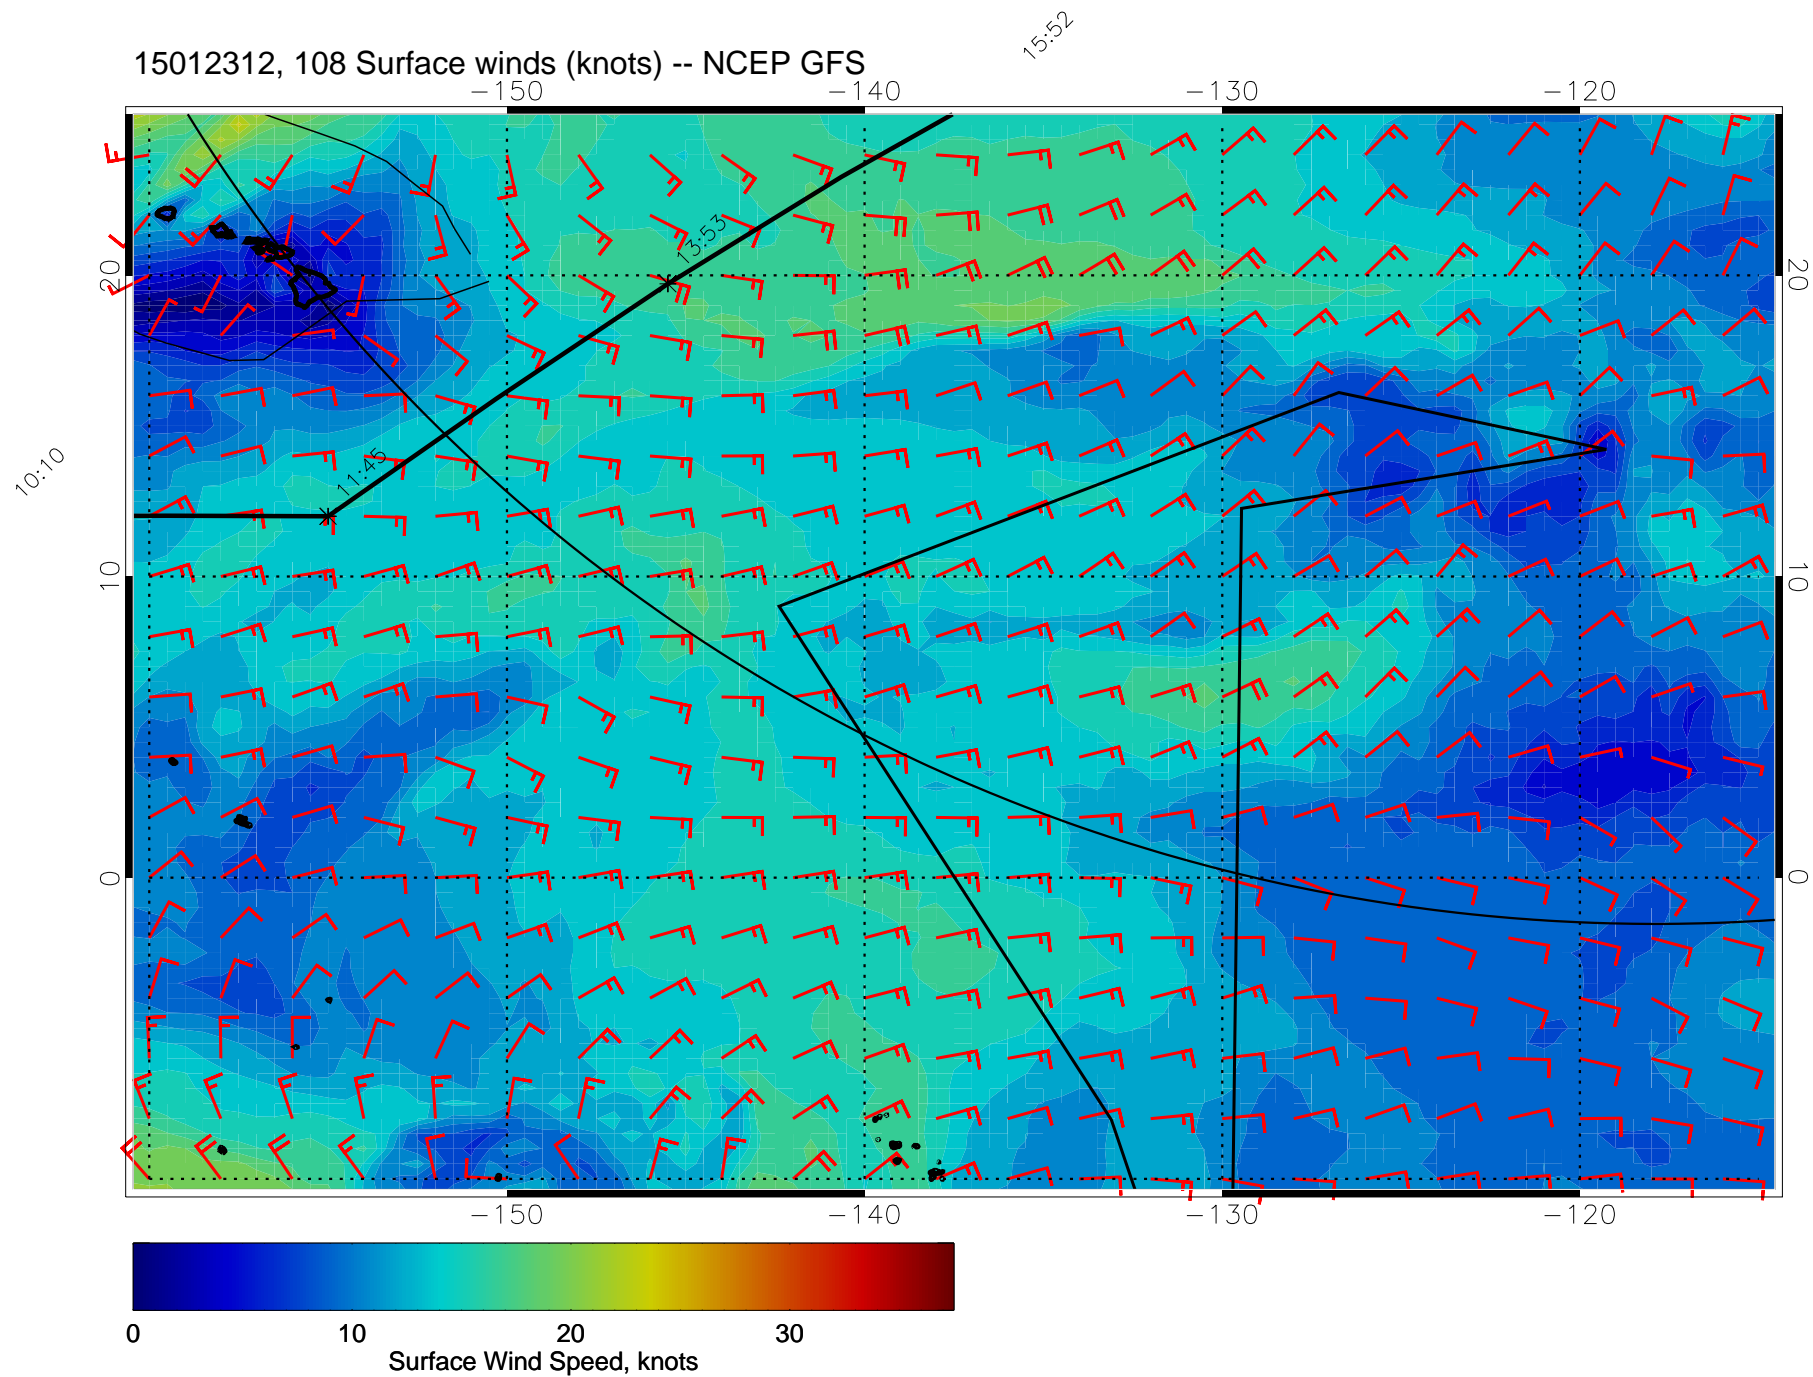 15:52
15012312, 108 Surface winds (knots) -- NCEP GFS
-150 -140 -130 -120
13:53
20 20
11:45
10:10
10 10
0 0
-150 -140 -130 -120
0 10 20 30
Surface Wind Speed, knots